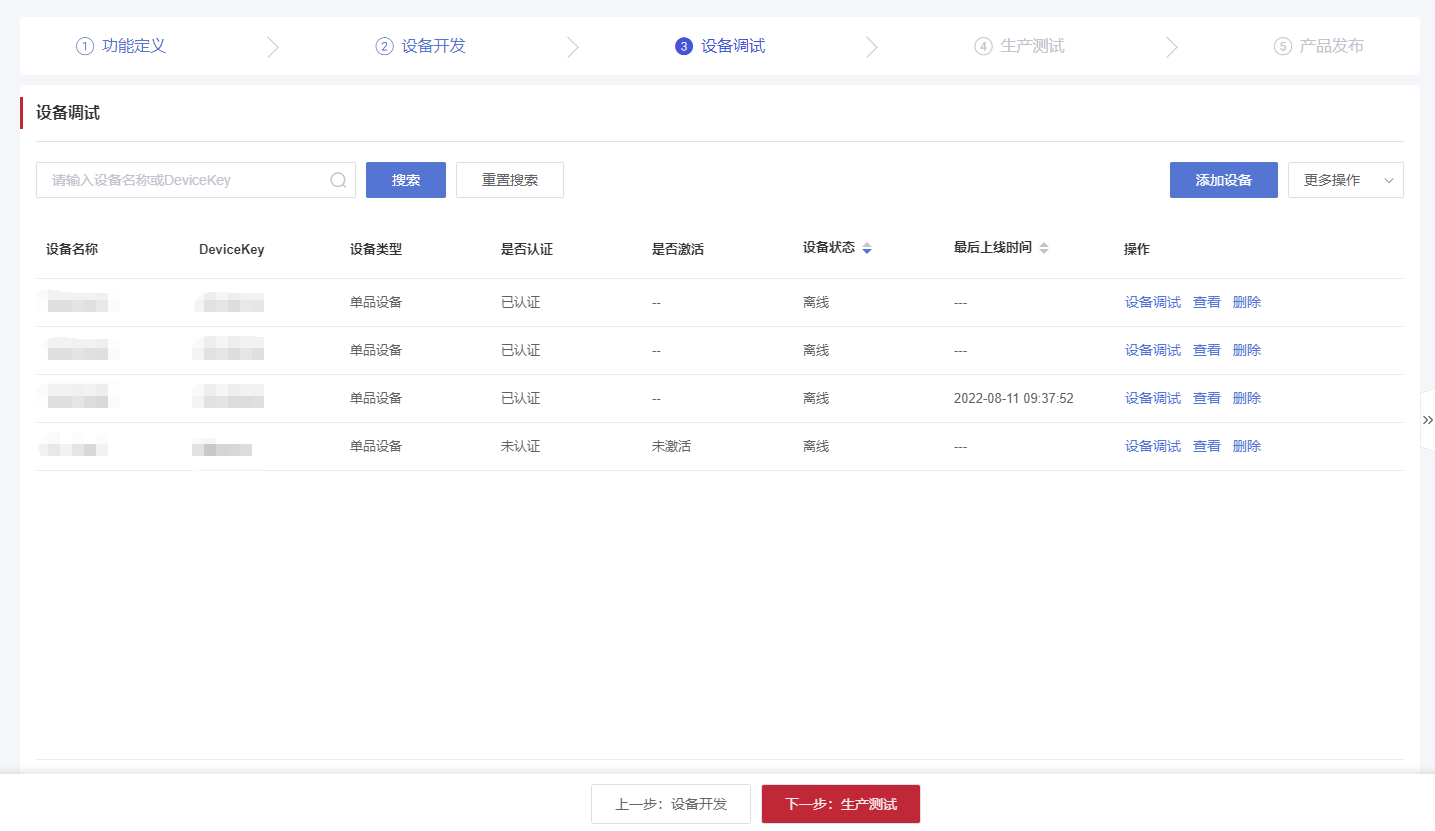 ① 功能定义 ② 设备开发 3 设备调试 ④ 生产测试 ⑤ 产品发布
设备调试
请输入设备名称或DeviceKey 搜索 重置搜索 添加设备 更多操作
设备名称 DeviceKey 设备类型 是否认证 是否激活 设备状态 最后上线时间 操作
单品设备 已认证 -- 离线 --- 设备调试 查看 删除
单品设备 已认证 -- 离线 --- 设备调试 查看 删除
单品设备 已认证 -- 离线 2022-08-11 09:37:52 设备调试 查看 删除
单品设备 未认证 未激活 离线 --- 设备调试 查看 删除
上一步：设备开发 下一步：生产测试